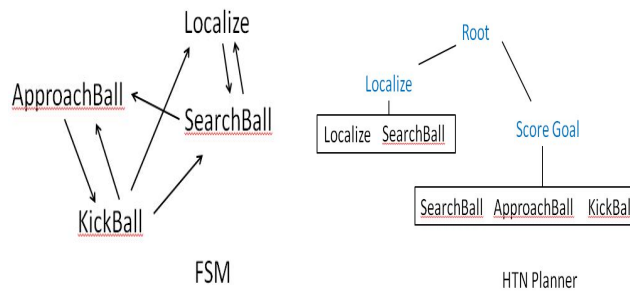 Localize
ApproachBall
SearchBall
KickBall
FSM
Root
Localize
Localize SearchBall
Score Goal
SearchBall ApproachBall KickBal
HTN Planner